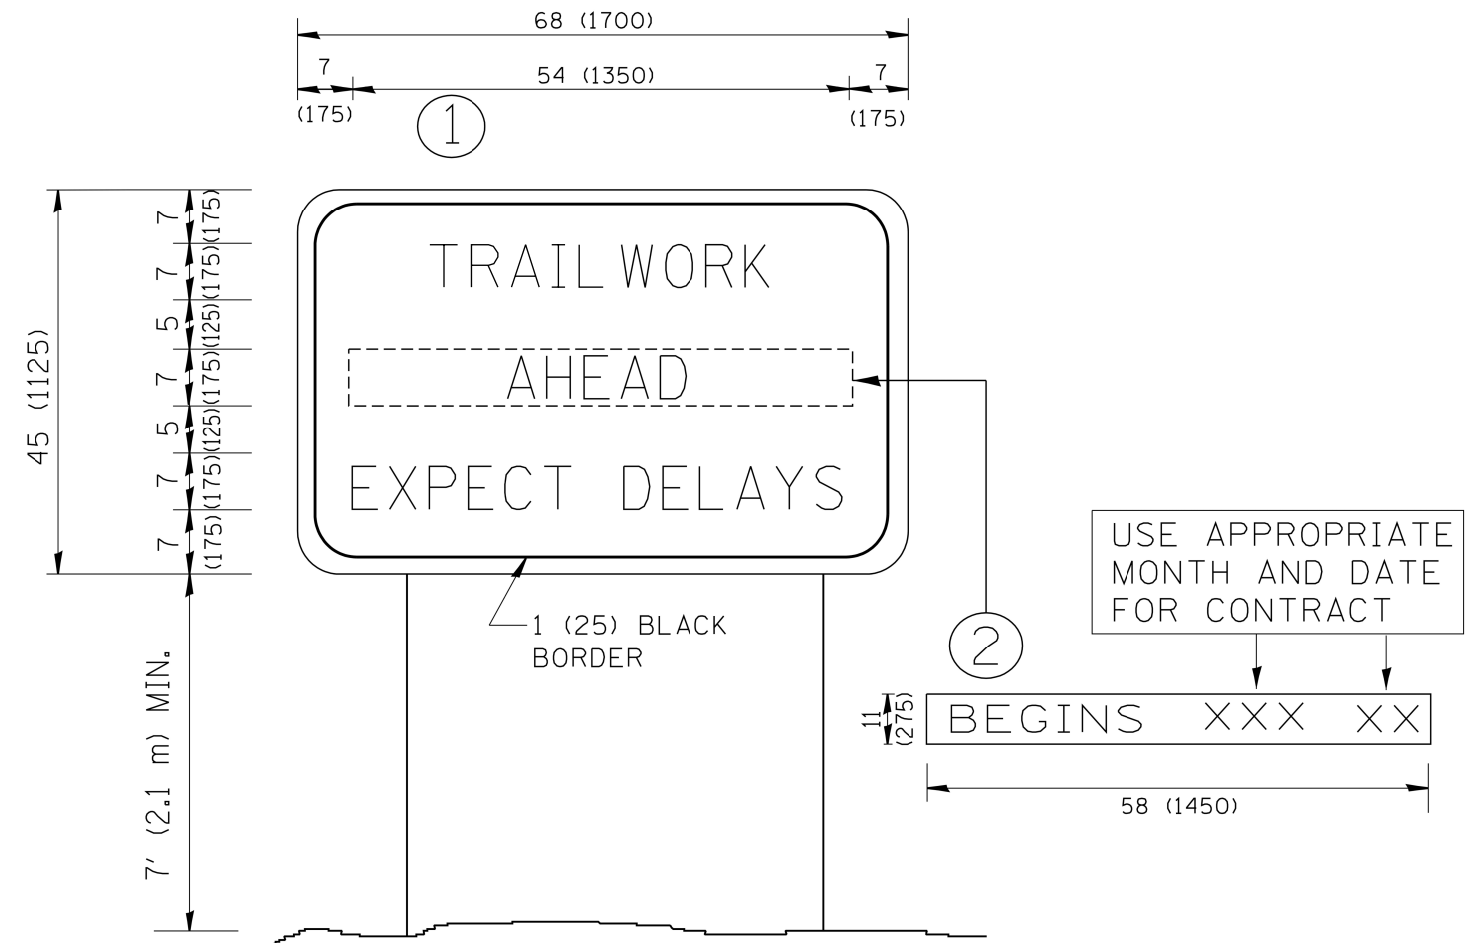 68 (1700)
7
54 (1350)
7
(175)
(175)
1
7 (175)
7 (175)
5 (125)
7 (175)
5 (125)
7 (175)
7 (175)
45 (1125)
TRAIL WORK
AHEAD
EXPECT DELAYS
1 (25) BLACK
BORDER
7' (2.1 m) MIN.
USE APPROPRIATE
MONTH AND DATE
FOR CONTRACT
2
11
(275)
BEGINS XXX XX
58 (1450)